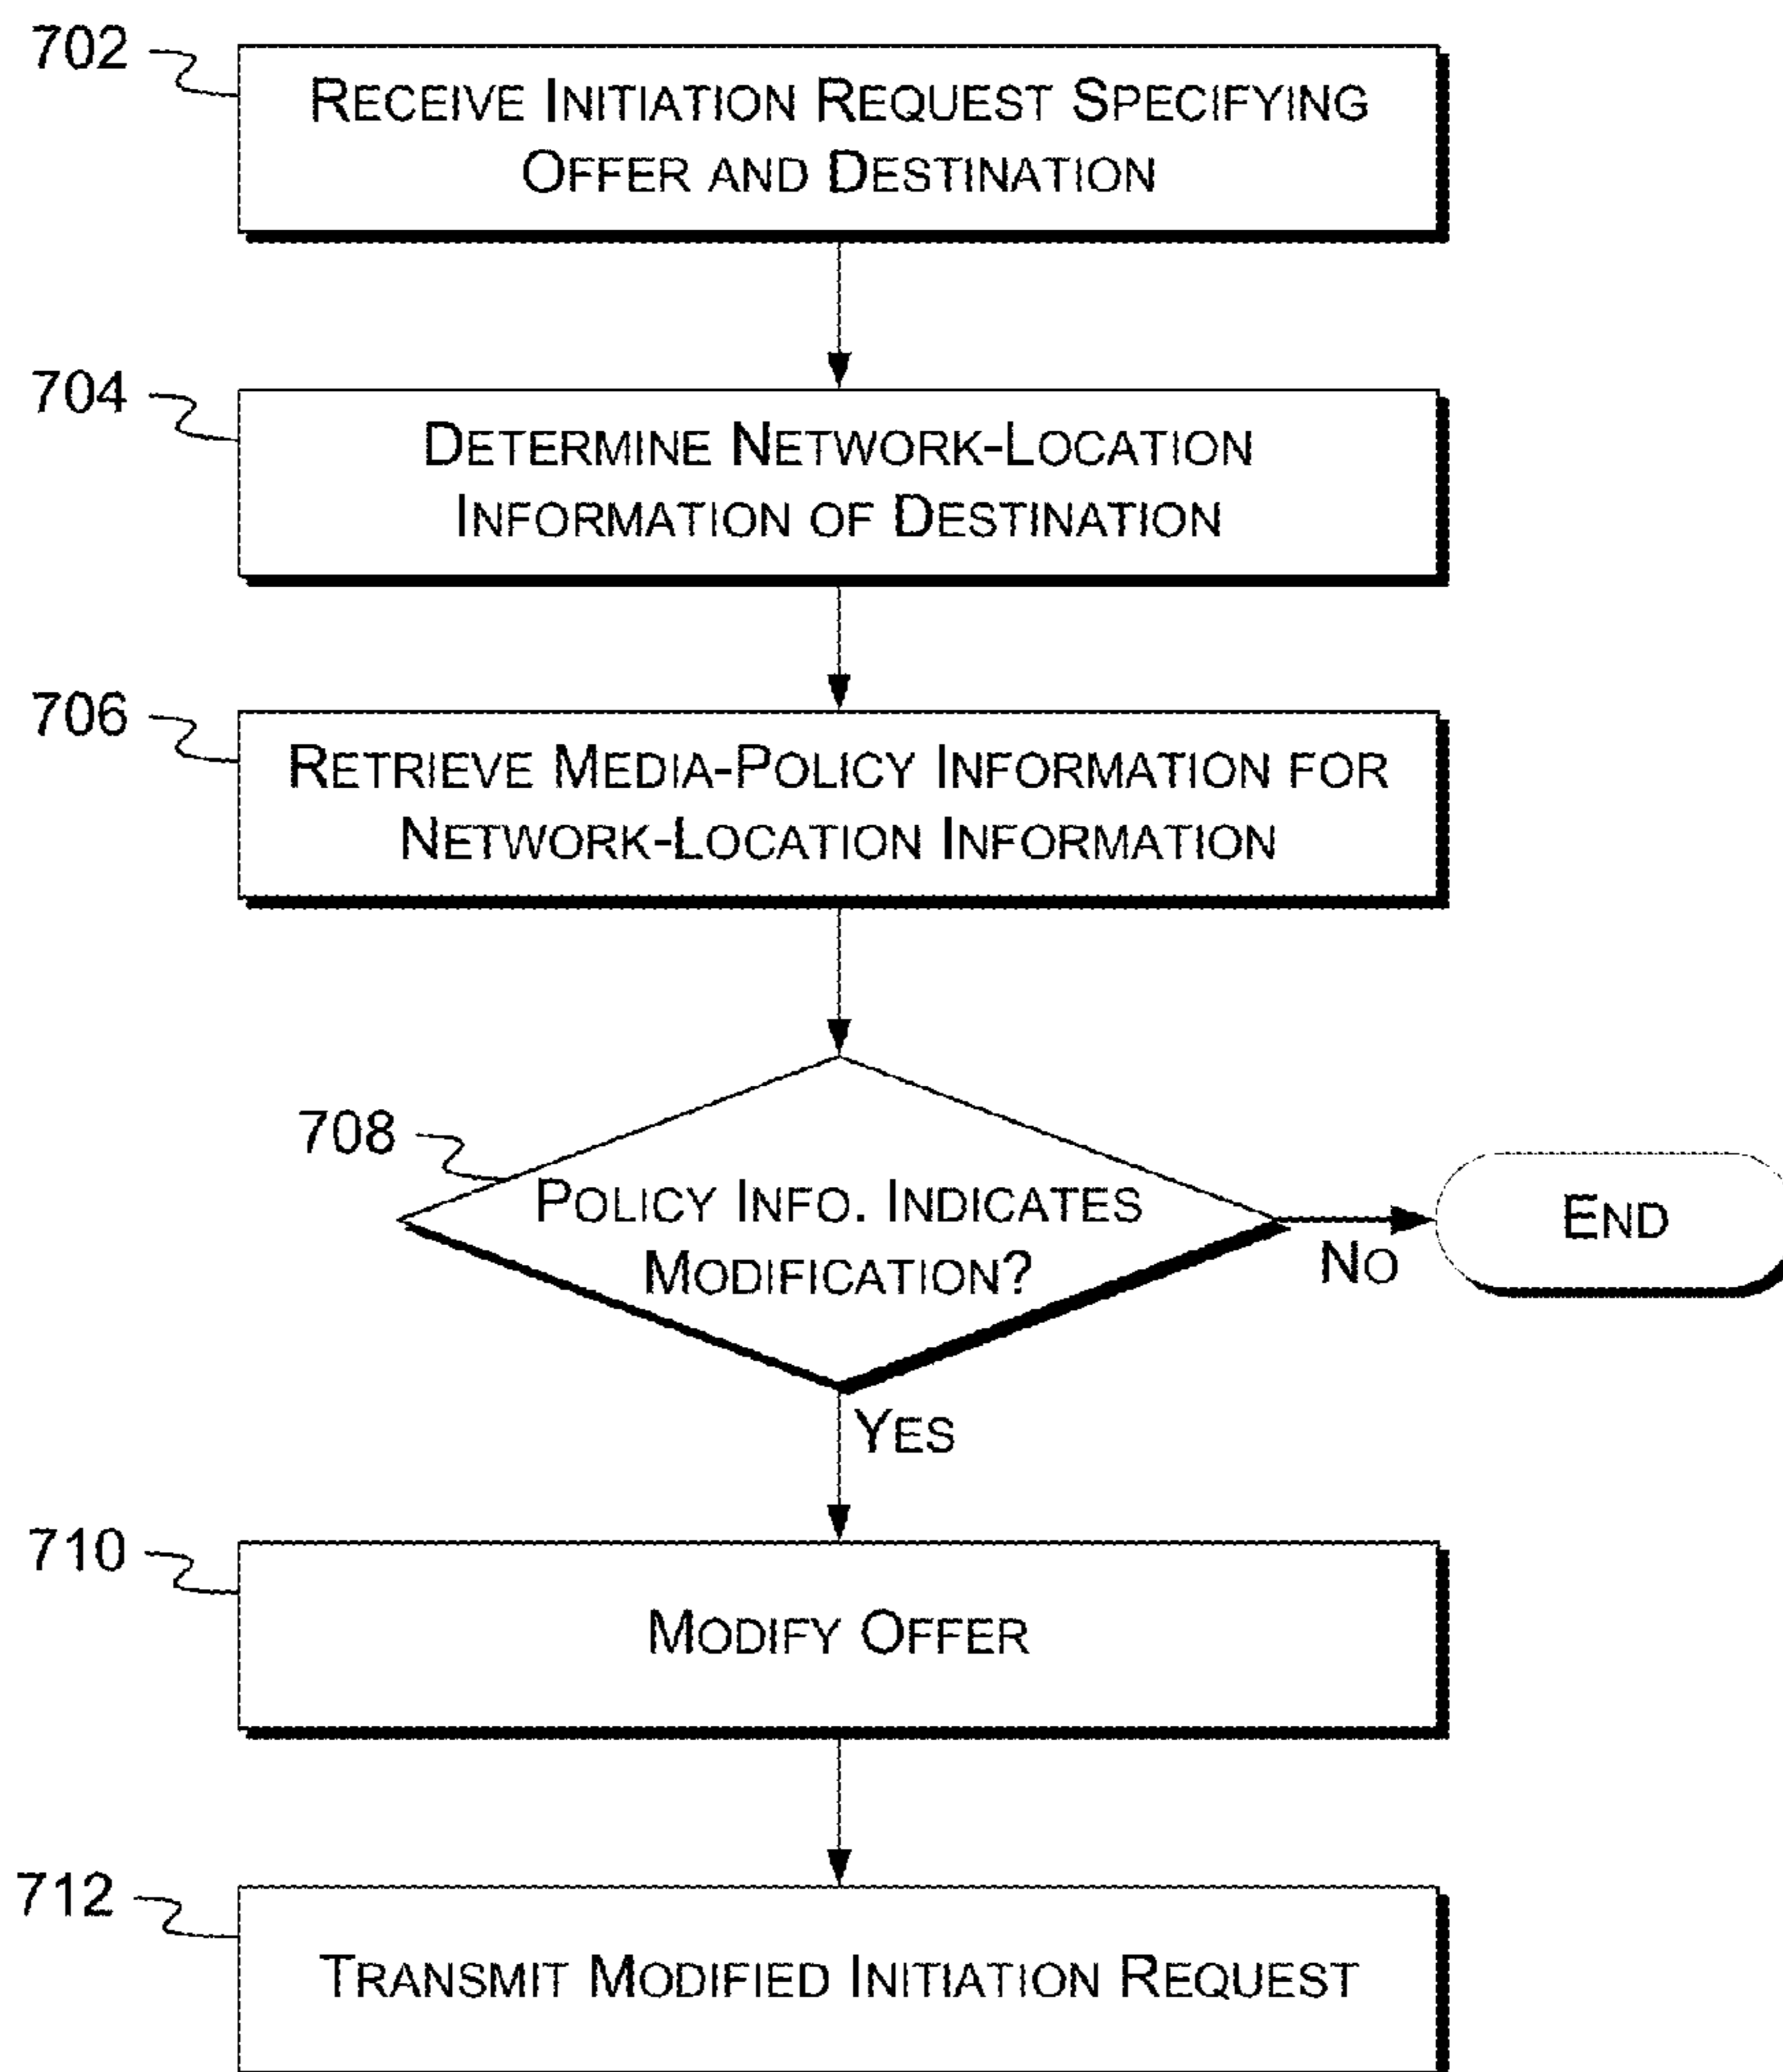 702
RECEIVE INITIATION REQUEST SPECIFYING
OFFER AND DESTINATION
704
DETERMINE NETWORK-LOCATION
INFORMATION OF DESTINATION
706
RETRIEVE MEDIA-POLICY INFORMATION FOR
NETWORK-LOCATION INFORMATION
708
POLICY INFO. INDICATES
MODIFICATION?
NO
END
YES
710
MODIFY OFFER
712
TRANSMIT MODIFIED INITIATION REQUEST